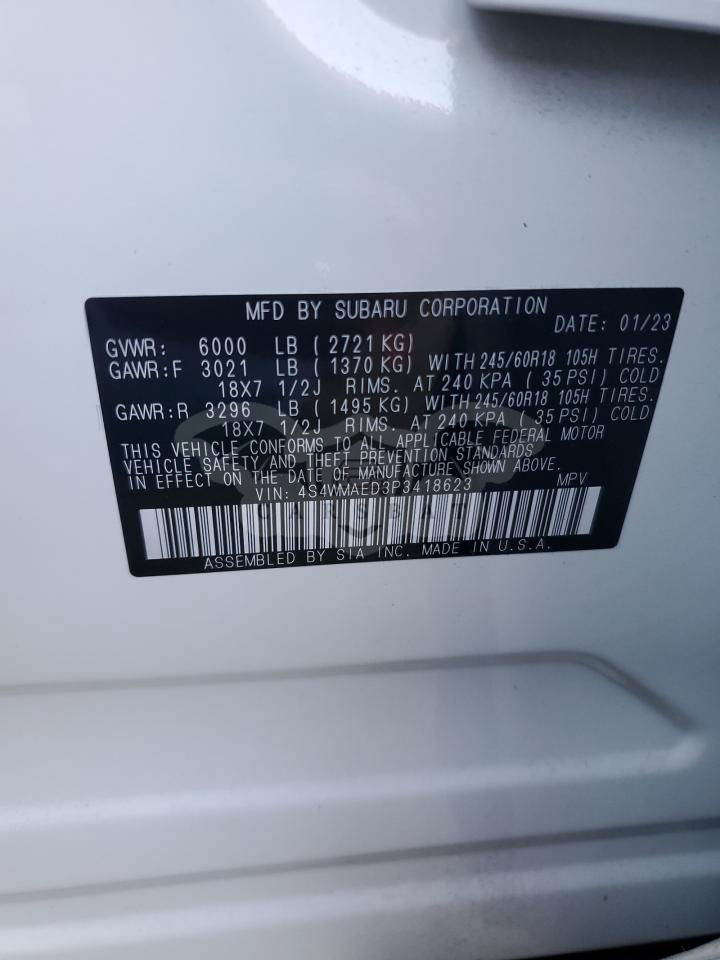 MFD BY SUBARU CORPORATION
DATE: 01/23
GVWR: 6000 LB ( 2721 KG)
GAWR:F 3021 LB ( 1370 KG) WITH 245/60R18 105H TIRES.
18X7 1/2J RIMS. AT 240 KPA ( 35 PSI) COLD
GAWR:R 3296 LB ( 1495 KG) WITH 245/60R18 105H TIRES.
18X7 1/2J RIMS. AT 240 KPA ( 35 PSI) COLD
THIS VEHICLE CONFORMS TO ALL APPLICABLE FEDERAL MOTOR
VEHICLE SAFETY AND THEFT PREVENTION STANDARDS
IN EFFECT ON THE DATE OF MANUFACTURE SHOWN ABOVE.
VIN: 4S4WMAED3P3418623 MPV
ASSEMBLED BY SIA INC. MADE IN U.S.A.